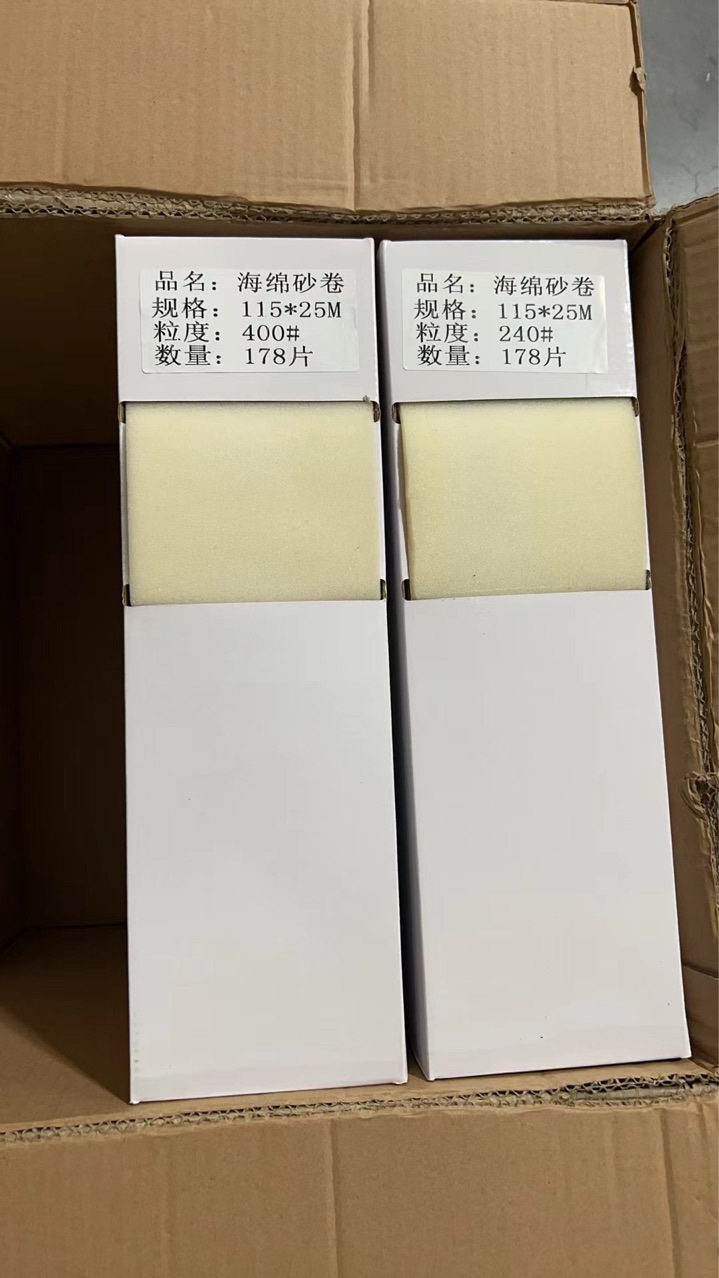 品名：海绵砂卷
规格：115*25M
粒度：400#
数量：178片
品名：海绵砂卷
规格：115*25M
粒度：240#
数量：178片